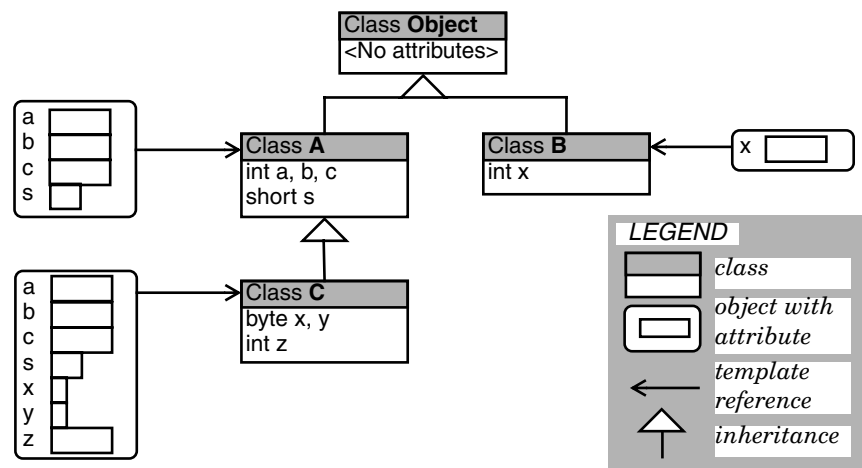 Class Object
<No attributes>
a
b
c
s
Class A
int a, b, c
short s
Class B
int x
x
a
b
c
s
x
y
z
Class C
byte x, y
int z
LEGEND
class
object with
attribute
template
reference
inheritance